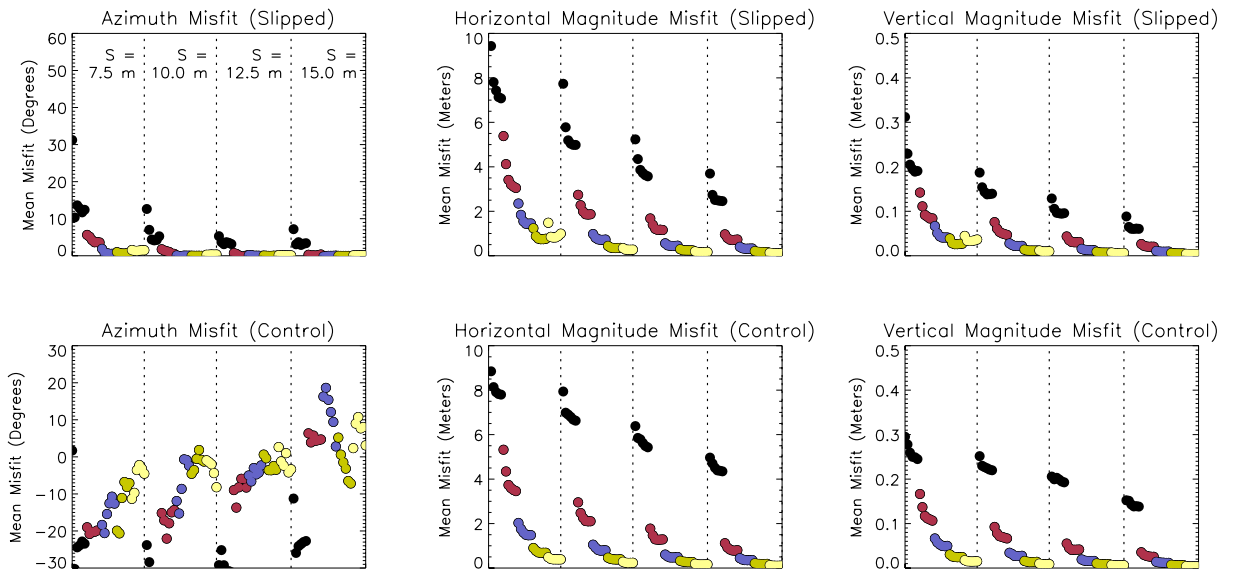 Azimuth Misfit (Slipped)
Horizontal Magnitude Misfit (Slipped)
Vertical Magnitude Misfit (Slipped)
Mean Misfit (Degrees)
60
50
40
30
20
10
0
S = 7.5 m
S = 10.0 m
S = 12.5 m
S = 15.0 m
Mean Misfit (Meters)
10
8
6
4
2
0
Mean Misfit (Meters)
0.5
0.4
0.3
0.2
0.1
0.0
Azimuth Misfit (Control)
Horizontal Magnitude Misfit (Control)
Vertical Magnitude Misfit (Control)
Mean Misfit (Degrees)
30
20
10
0
−10
−20
−30
Mean Misfit (Meters)
10
8
6
4
2
0
Mean Misfit (Meters)
0.5
0.4
0.3
0.2
0.1
0.0